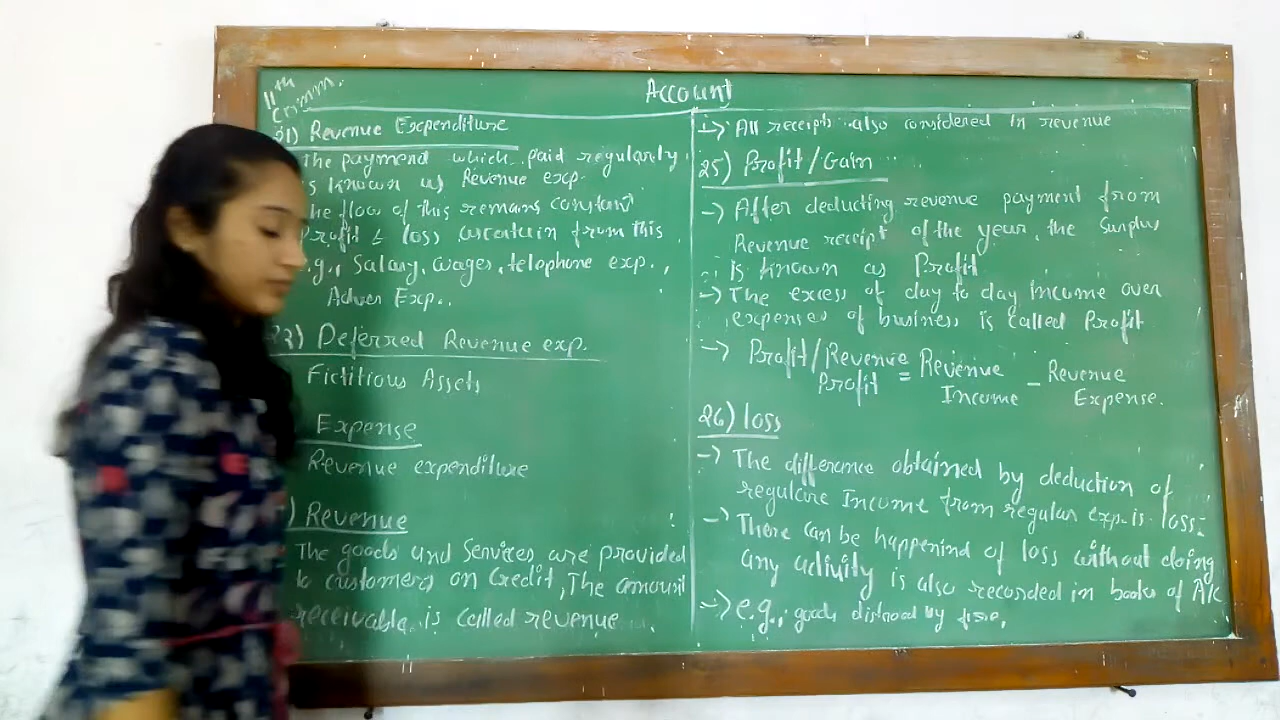 11th Comm.
Account
21) Revenue Expenditure
the payment which paid regularly
is known as Revenue exp.
he flow of this remains constant
Profit & loss ascertain from this
.g., Salary, wages, telephone exp.,
Adver Exp..
22) Deferred Revenue exp.
Fictitious Assets
Expense
Revenue expenditure
) Revenue
The goods and Services are provided
to customers on Credit, The amount
receivable is called revenue
-> All receipts also considered in revenue
25) Profit/Gain
-> After deducting revenue payment from
Revenue receipt of the year, the Surplus
is known as Profit
-> The excess of day to day income over
expenses of business is called Profit
-> Profit/Revenue Profit = Revenue Income - Revenue Expense.
26) loss
-> The difference obtained by deduction of
regulare Income from regular exp. is loss.
-> There can be happenind of loss without doing
any activity is also recorded in books of A/c
-> e.g., goods by fire,